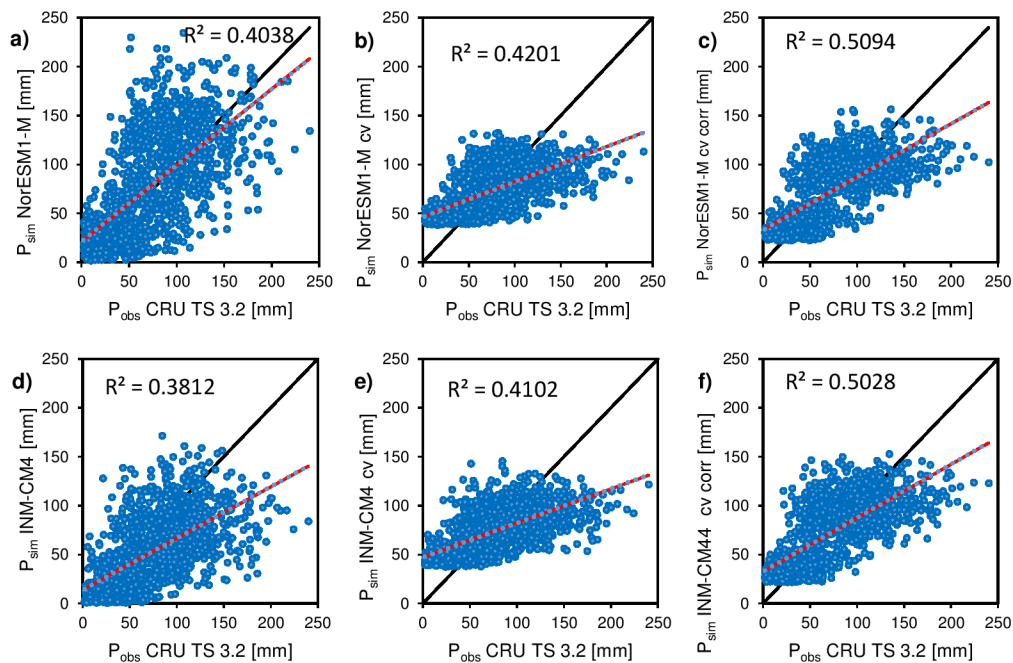 a)
R² = 0.4038
P_sim NorESM1-M [mm]
250
200
150
100
50
0
0 50 100 150 200 250
P_obs CRU TS 3.2 [mm]
b)
R² = 0.4201
P_sim NorESM1-M cv [mm]
250
200
150
100
50
0
0 50 100 150 200 250
P_obs CRU TS 3.2 [mm]
c)
R² = 0.5094
P_sim NorESM1-M cv corr [mm]
250
200
150
100
50
0
0 50 100 150 200 250
P_obs CRU TS 3.2 [mm]
d)
R² = 0.3812
P_sim INM-CM4 [mm]
250
200
150
100
50
0
0 50 100 150 200 250
P_obs CRU TS 3.2 [mm]
e)
R² = 0.4102
P_sim INM-CM4 cv [mm]
250
200
150
100
50
0
0 50 100 150 200 250
P_obs CRU TS 3.2 [mm]
f)
R² = 0.5028
P_sim INM-CM44 cv corr [mm]
250
200
150
100
50
0
0 50 100 150 200 250
P_obs CRU TS 3.2 [mm]